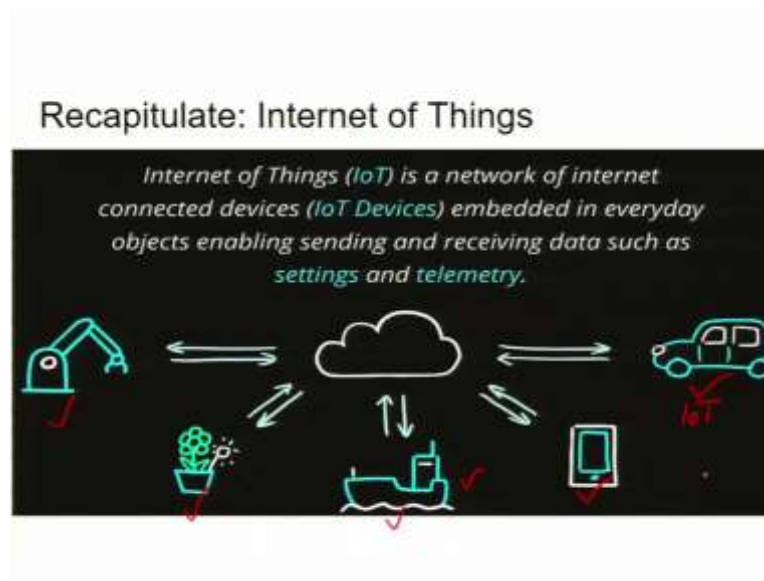 Recapitulate: Internet of Things
Internet of Things (IoT) is a network of internet
connected devices (IoT Devices) embedded in everyday
objects enabling sending and receiving data such as
settings and telemetry.
IoT